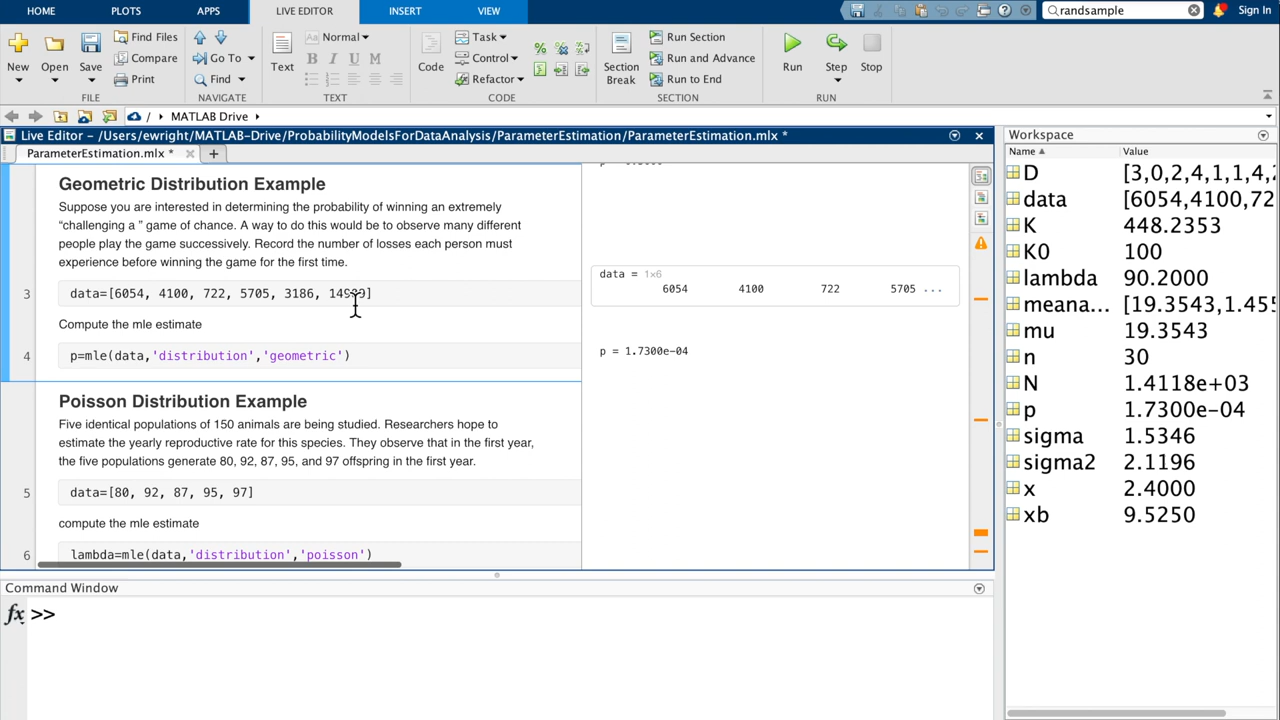 HOME PLOTS APPS LIVE EDITOR INSERT VIEW randsample Sign In
New Open Save Find Files Compare Print Go To Find Text Normal B I U M Code Task Control Refactor Section Break Run Section Run and Advance Run to End Run Step Stop
FILE NAVIGATE TEXT CODE SECTION RUN
/ MATLAB Drive
Live Editor - /Users/ewright/MATLAB-Drive/ProbabilityModelsForDataAnalysis/ParameterEstimation/ParameterEstimation.mlx *
ParameterEstimation.mlx *
Geometric Distribution Example
Suppose you are interested in determining the probability of winning an extremely
“challenging a ” game of chance. A way to do this would be to observe many different
people play the game successively. Record the number of losses each person must
experience before winning the game for the first time.
3 data=[6054, 4100, 722, 5705, 3186,
Compute the mle estimate
4 p=mle(data,'distribution','geometric')
Poisson Distribution Example
Five identical populations of 150 animals are being studied. Researchers hope to
estimate the yearly reproductive rate for this species. They observe that in the first year,
the five populations generate 80, 92, 87, 95, and 97 offspring in the first year.
5 data=[80, 92, 87, 95, 97]
compute the mle estimate
6 lambda=mle(data,'distribution','poisson')
data = 1×6
6054 4100 722 5705 ...
p = 1.7300e-04
Workspace
Name Value
D [3,0,2,4,1,1,4,
data [6054,4100,72
K 448.2353
K0 100
lambda 90.2000
meana... [19.3543,1.45
mu 19.3543
n 30
N 1.4118e+03
p 1.7300e-04
sigma 1.5346
sigma2 2.1196
x 2.4000
xb 9.5250
Command Window
fx >>